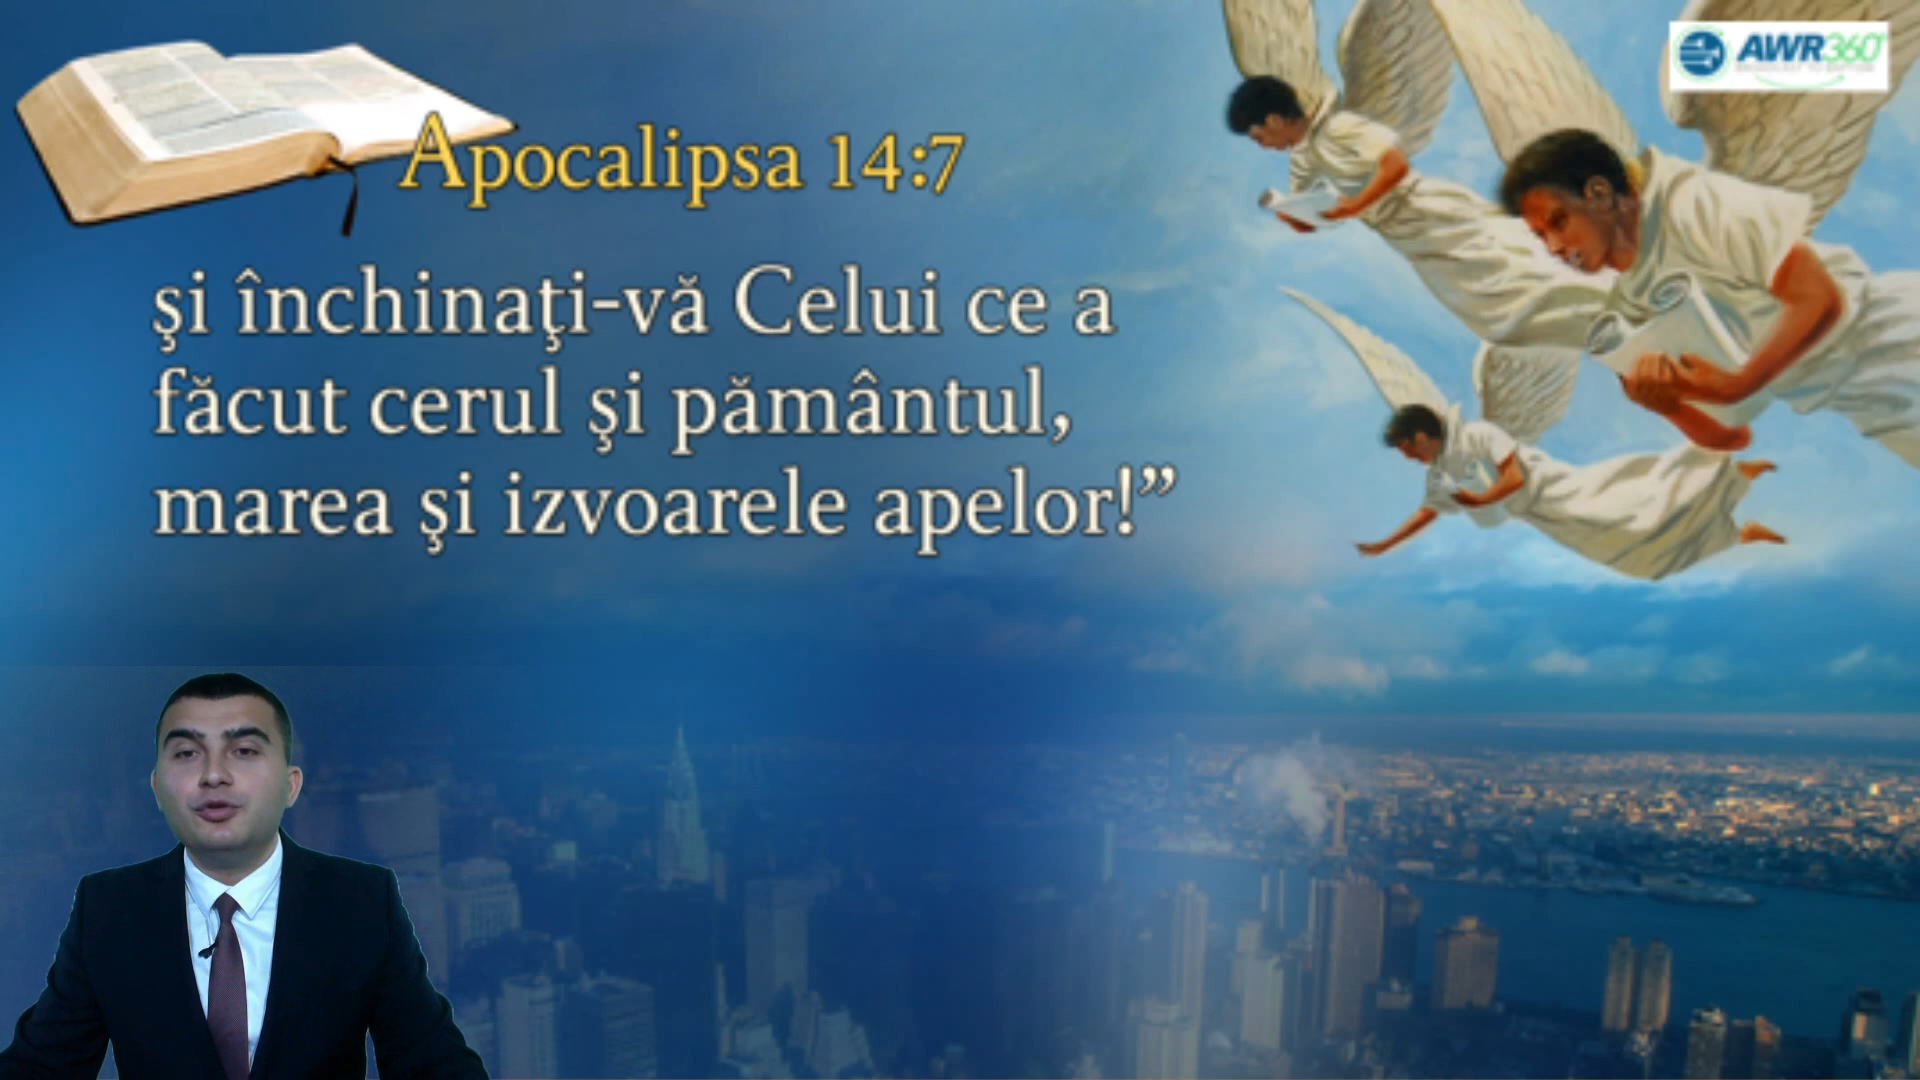 AWR360°
Apocalipsa 14:7
şi închinaţi-vă Celui ce a
făcut cerul şi pământul,
marea şi izvoarele apelor!”